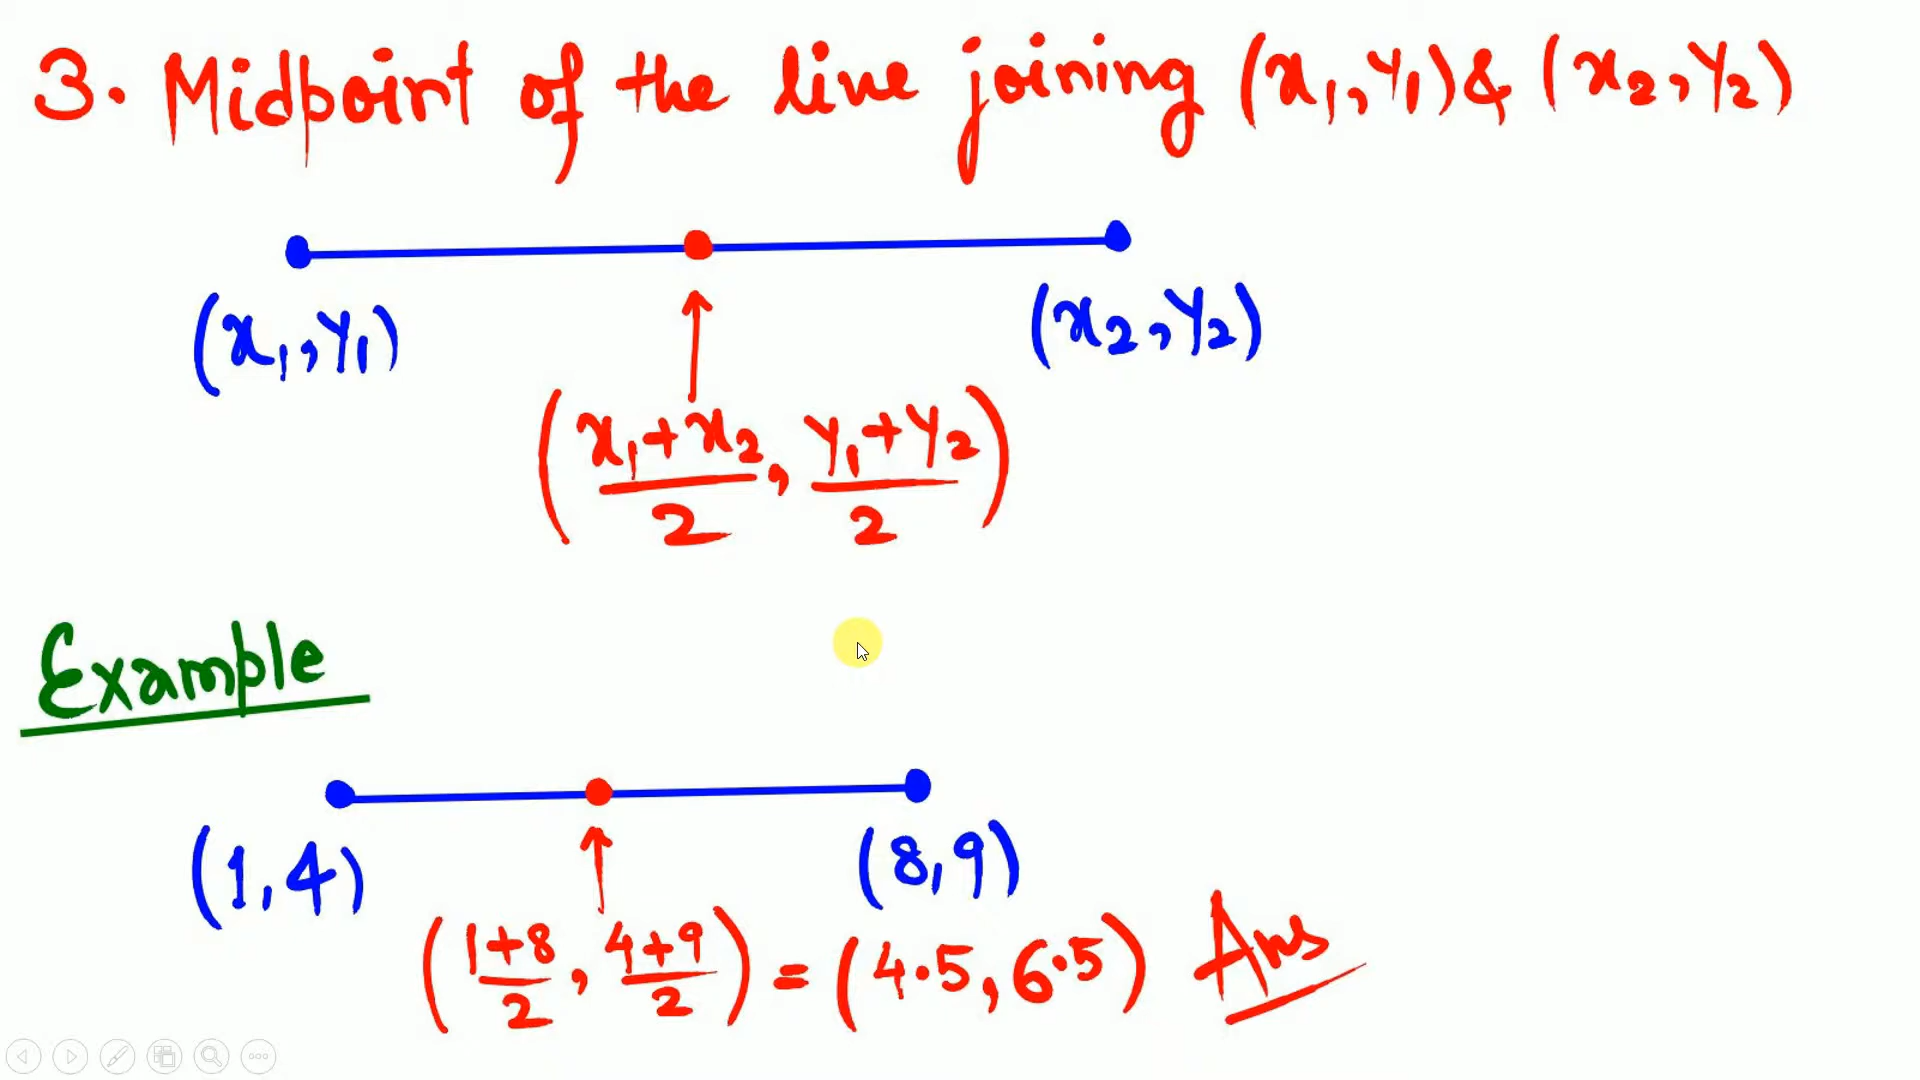 3. Midpoint of the line joining (x₁,y₁) & (x₂,y₂)
(x₁,y₁) (x₂,y₂)
((x₁+x₂)/2, (y₁+y₂)/2)
Example
(1,4) (8,9)
((1+8)/2, (4+9)/2) = (4.5, 6.5) Ans